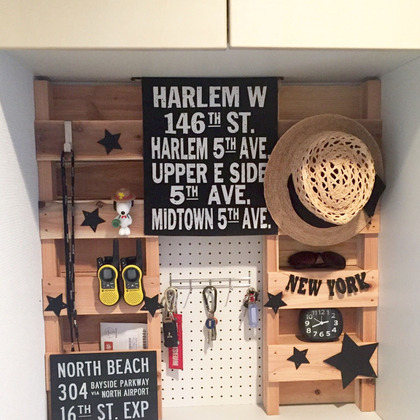 HARLEM W
146TH ST.
HARLEM 5TH AVE.
UPPER E SIDE
5TH AVE.
MIDTOWN 5TH AVE.
NEW YORK
NORTH BEACH
304 BAYSIDE PARKWAY
VIA NORTH AIRPORT
16TH ST. EXP